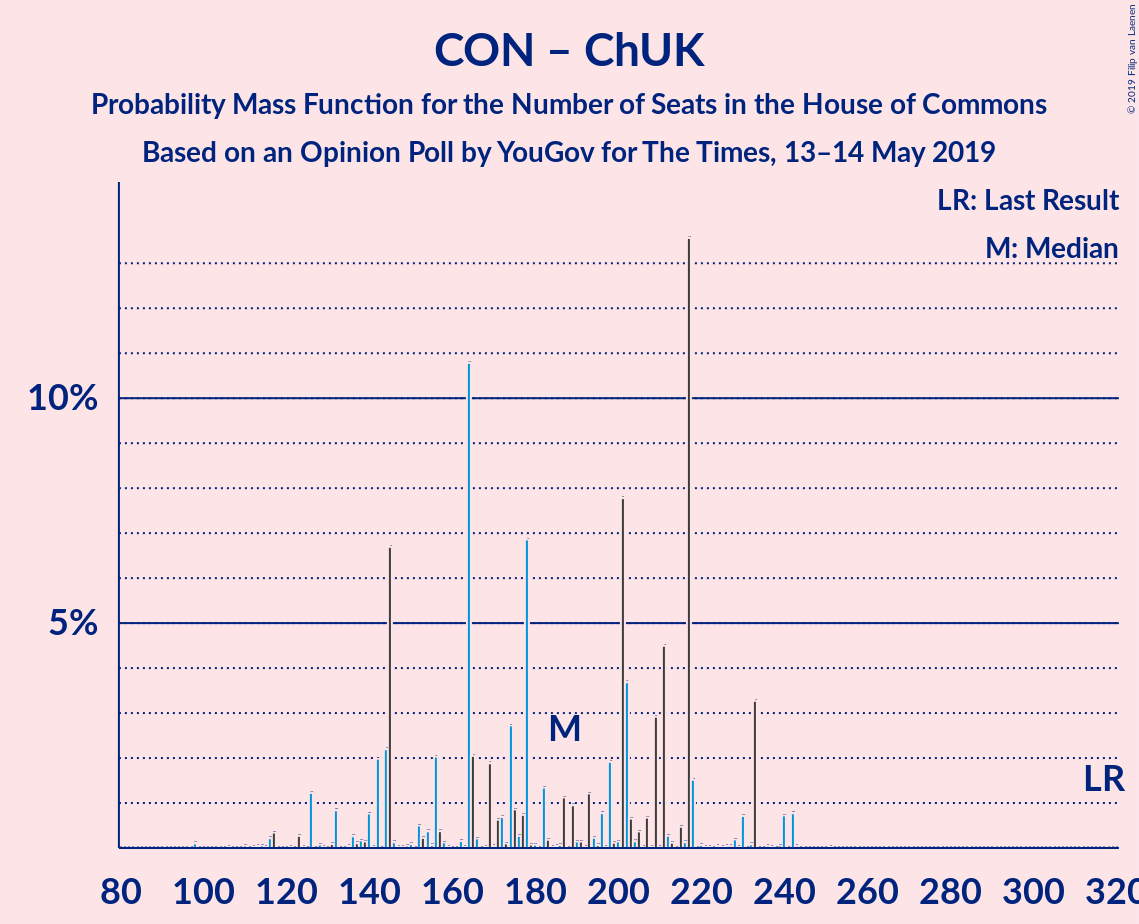 CON – ChUK
Probability Mass Function for the Number of Seats in the House of Commons
Based on an Opinion Poll by YouGov for The Times, 13–14 May 2019
© 2019 Filip van Laenen
LR: Last Result
M: Median
10%
5%
M
LR
80 100 120 140 160 180 200 220 240 260 280 300 320